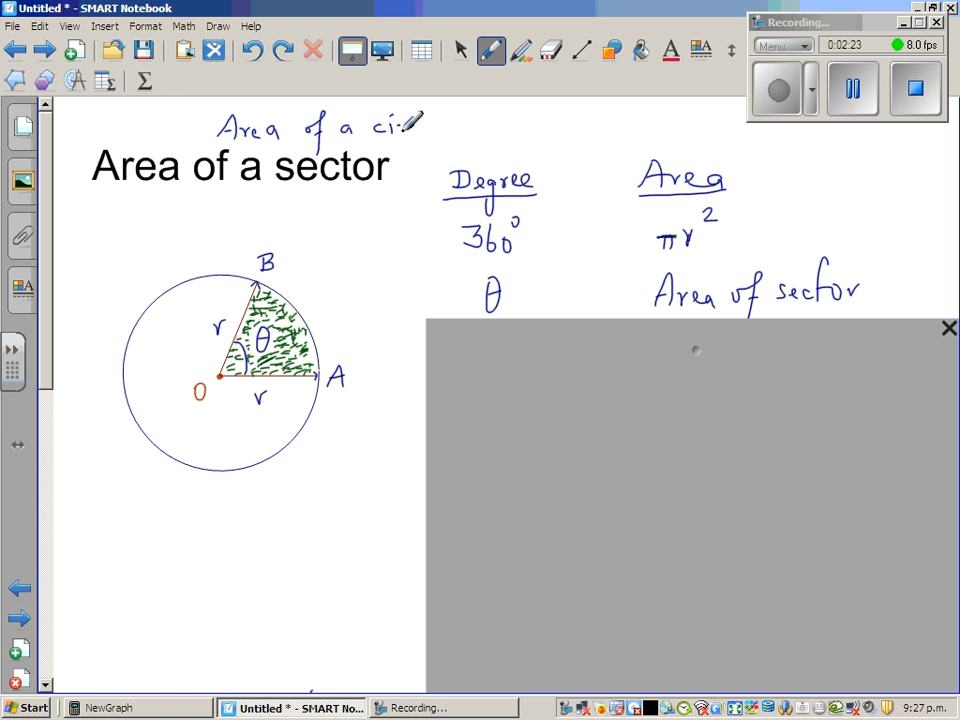 Untitled * - SMART Notebook
File Edit View Insert Format Math Draw Help
Recording...
Menu
0:02:23
8.0 fps
Area of a ci
Area of a sector
Degree Area
360° πr²
θ Area of sector
B
r
θ
A
O
r
Start
NewGraph
Untitled * - SMART No...
Recording...
9:27 p.m.